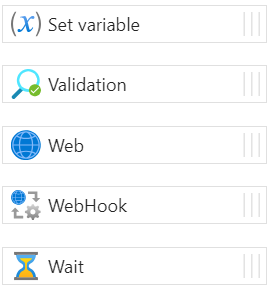 (x) Set variable
Validation
Web
WebHook
Wait